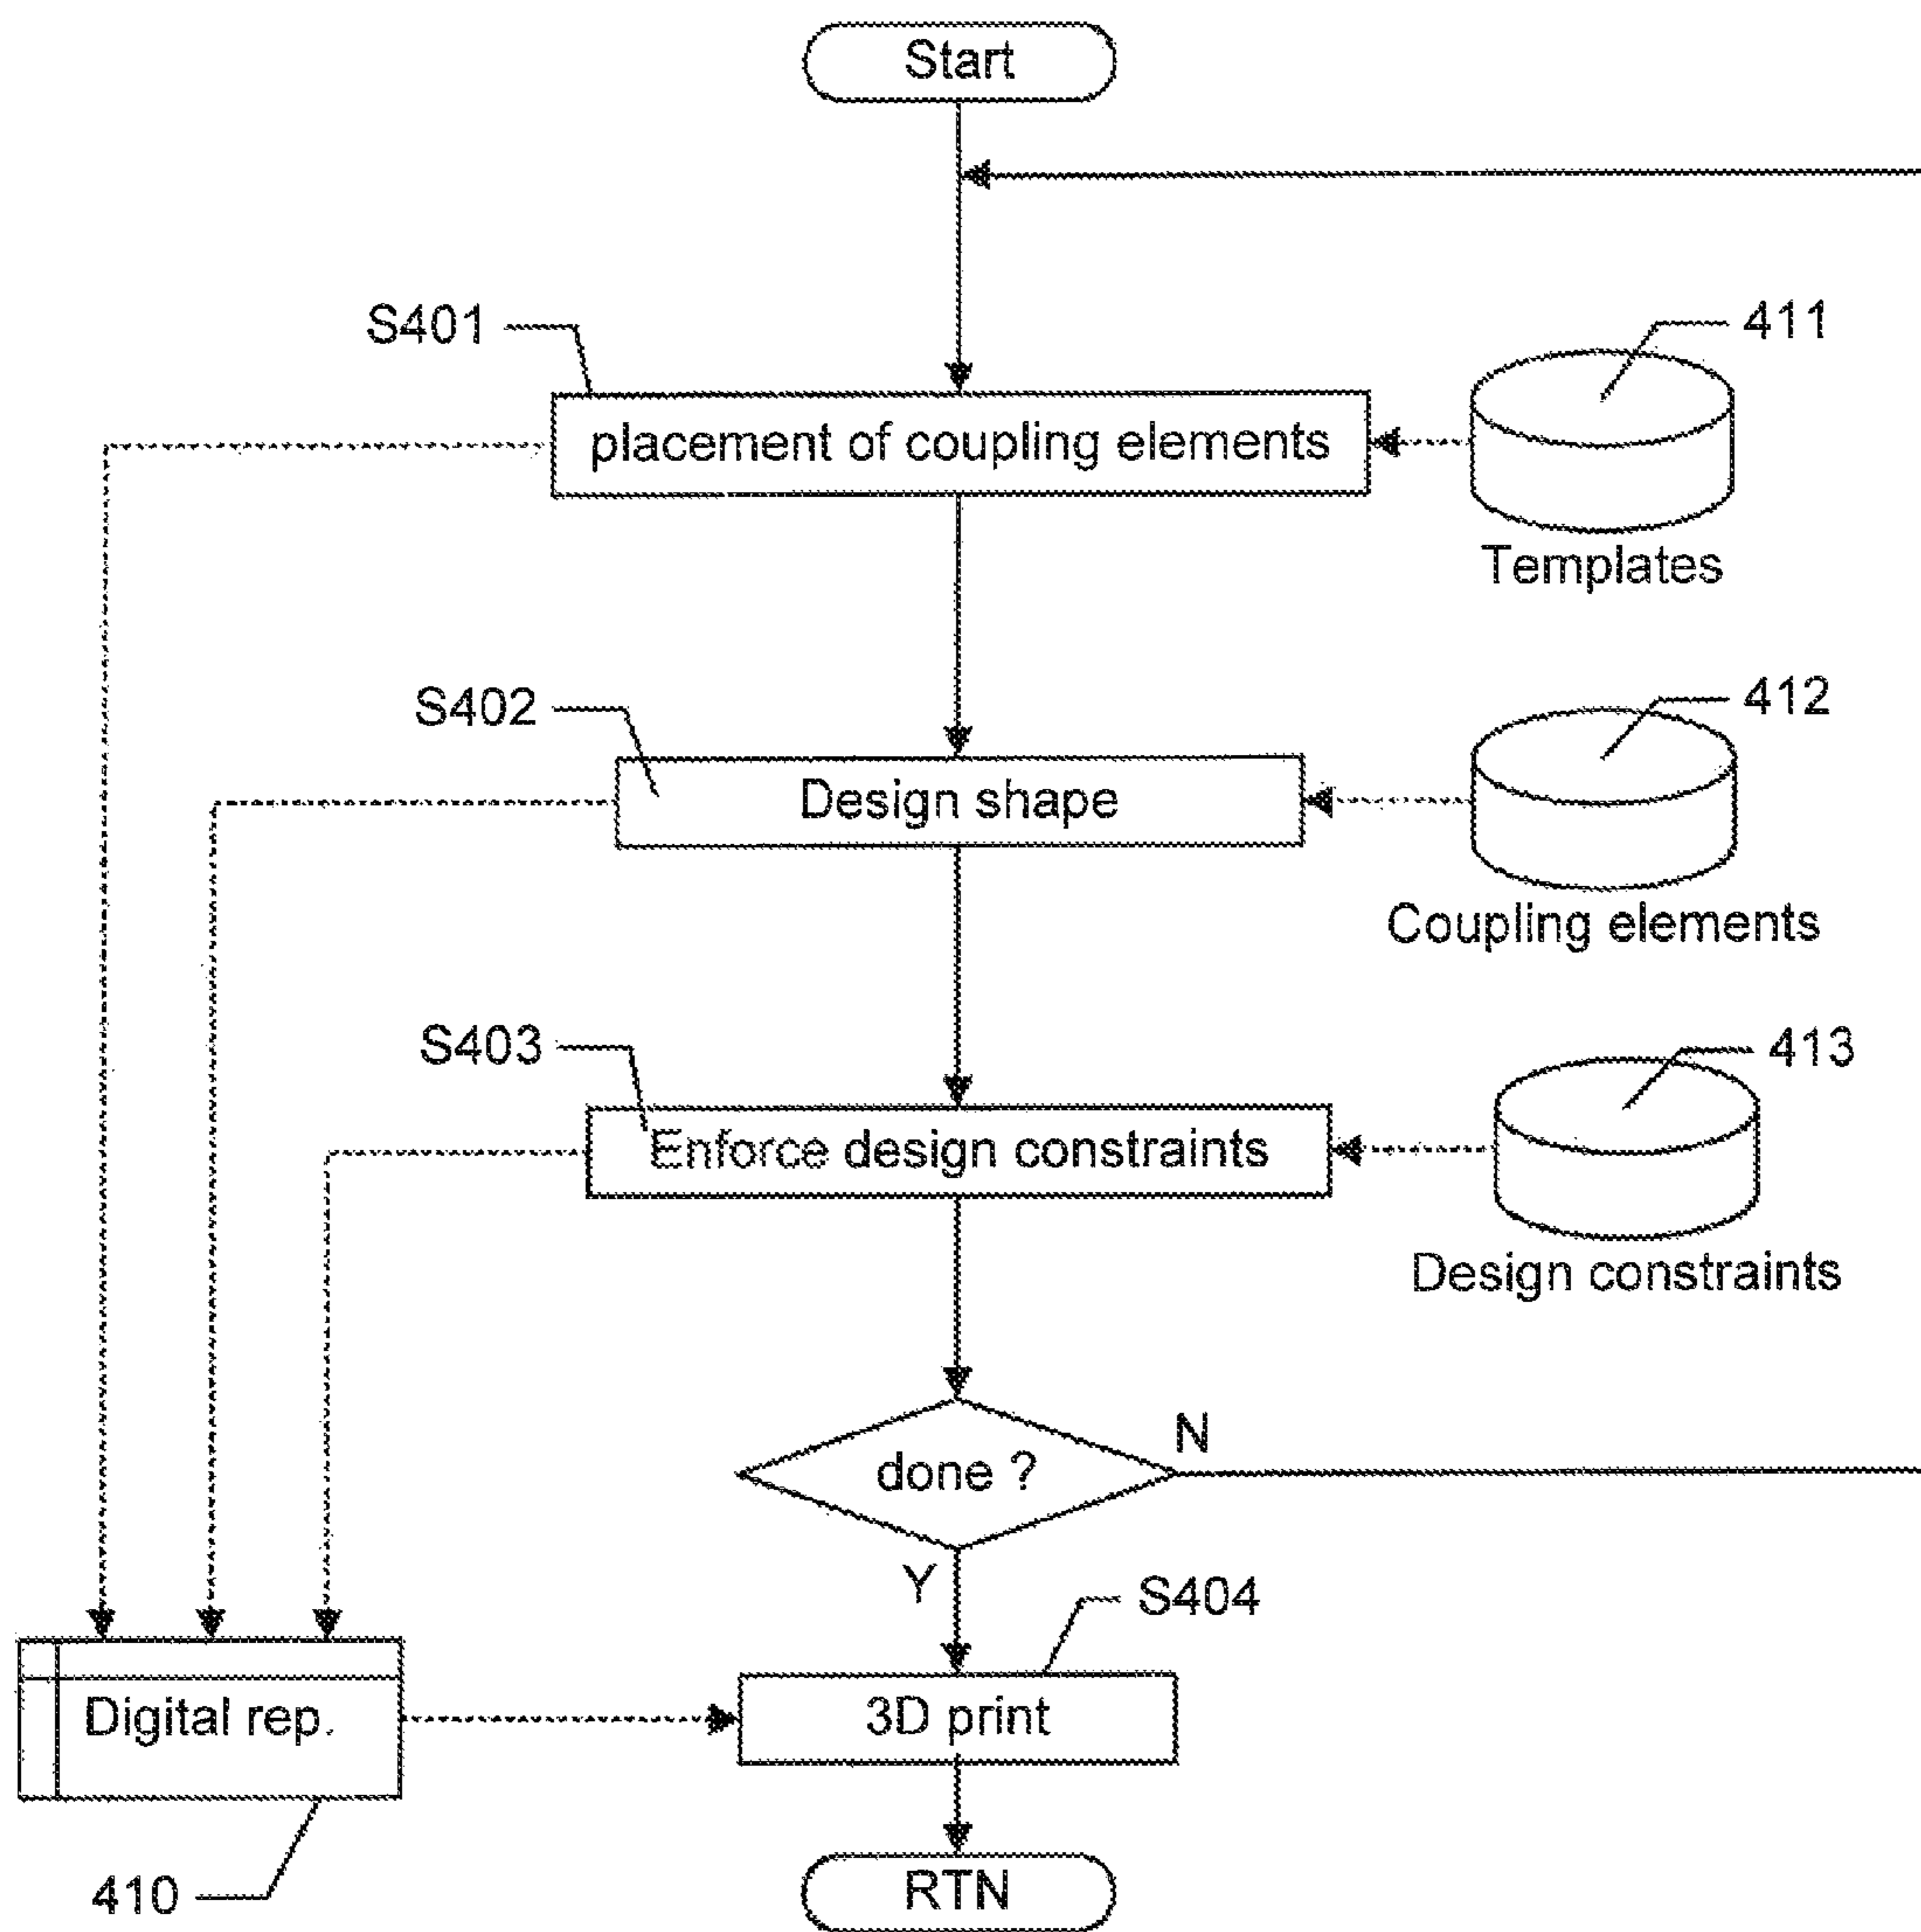 Start
S401
411
placement of coupling elements
Templates
S402
412
Design shape
Coupling elements
S403
413
Enforce design constraints
Design constraints
N
done ?
Y
S404
Digital rep.
3D print
410
RTN